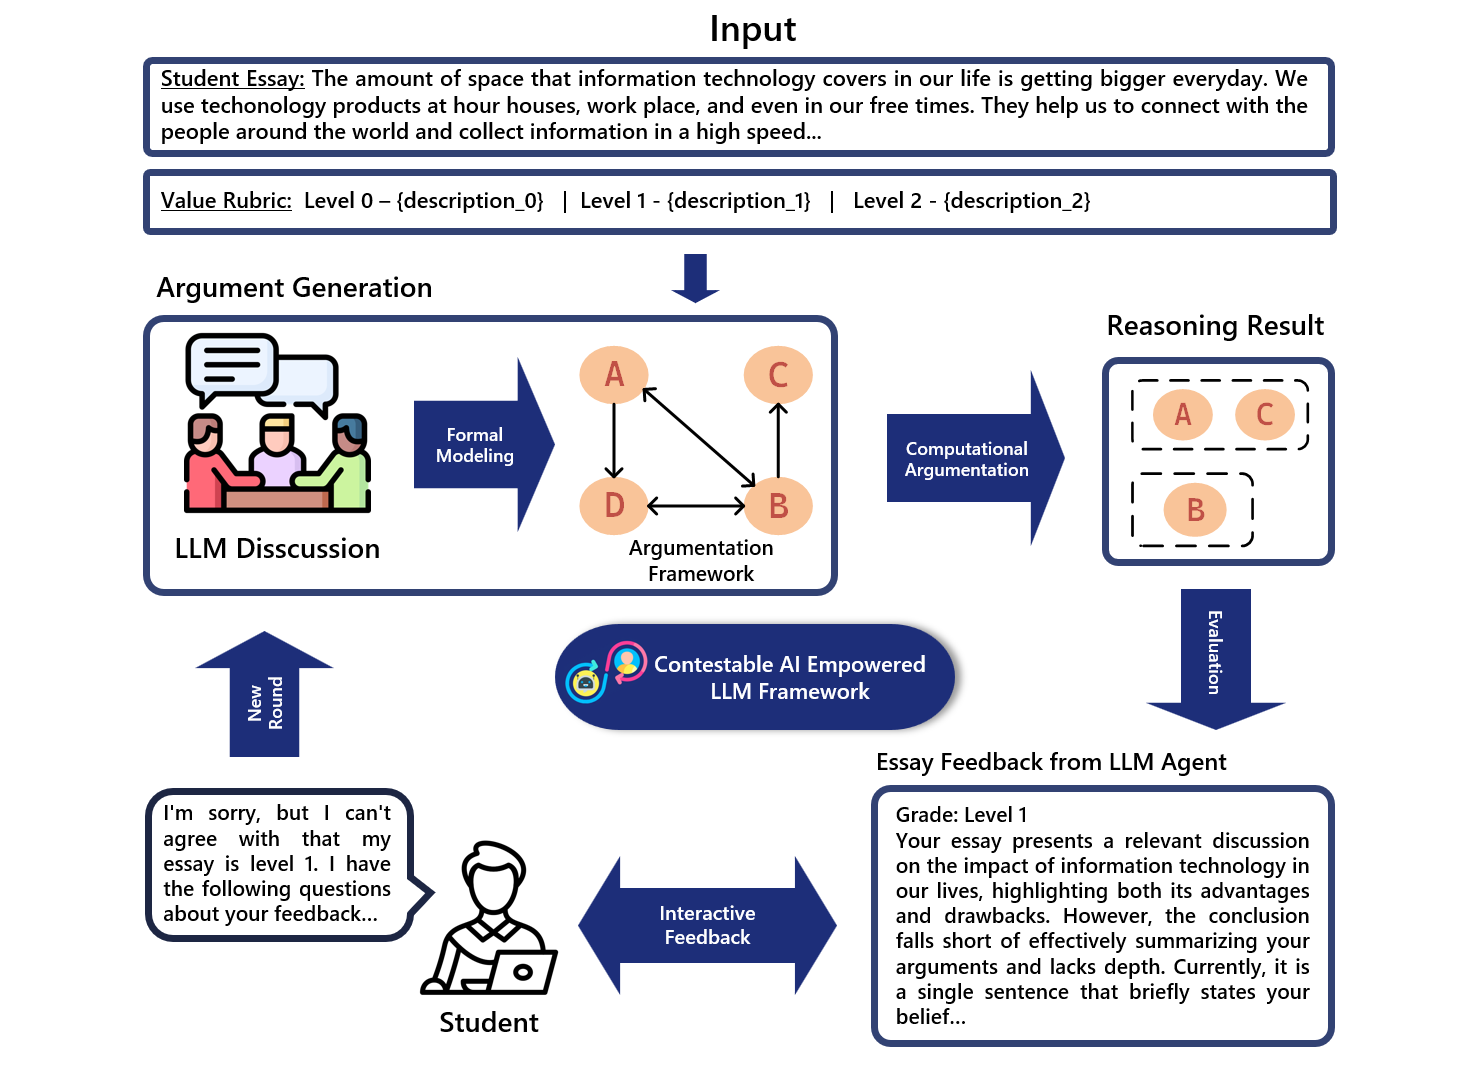 Input
Student Essay: The amount of space that information technology covers in our life is getting bigger everyday. We
use techonology products at hour houses, work place, and even in our free times. They help us to connect with the
people around the world and collect information in a high speed...
Value Rubric: Level 0 – {description_0} | Level 1 - {description_1} | Level 2 - {description_2}
Argument Generation
LLM Disscussion
Formal
Modeling
A
C
D
B
Argumentation
Framework
Computational
Argumentation
Reasoning Result
A
C
B
Evaluation
Contestable AI Empowered
LLM Framework
New
Round
Essay Feedback from LLM Agent
Grade: Level 1
Your essay presents a relevant discussion
on the impact of information technology in
our lives, highlighting both its advantages
and drawbacks. However, the conclusion
falls short of effectively summarizing your
arguments and lacks depth. Currently, it is
a single sentence that briefly states your
belief...
Interactive
Feedback
I'm sorry, but I can't
agree with that my
essay is level 1. I have
the following questions
about your feedback...
Student